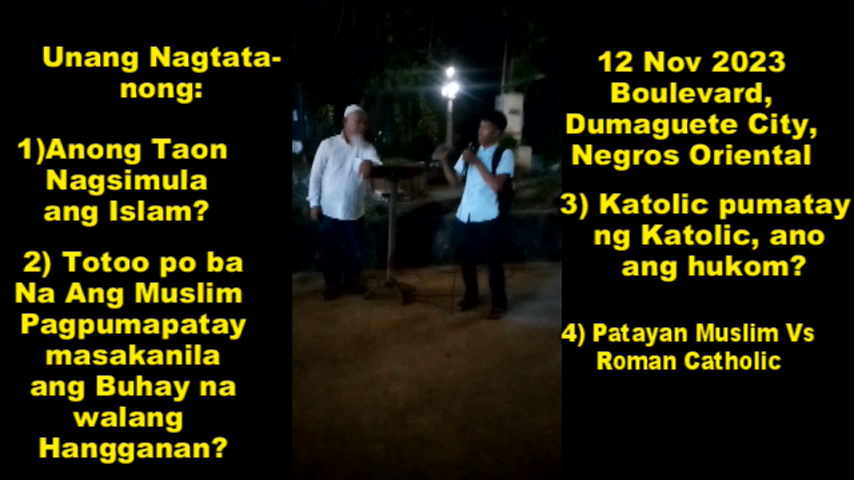 Unang Nagtata-
nong:
1)Anong Taon
Nagsimula
ang Islam?
2) Totoo po ba
Na Ang Muslim
Pagpumapatay
masakanila
ang Buhay na
walang
Hangganan?
12 Nov 2023
Boulevard,
Dumaguete City,
Negros Oriental
3) Katolic pumatay
ng Katolic, ano
ang hukom?
4) Patayan Muslim Vs
Roman Catholic